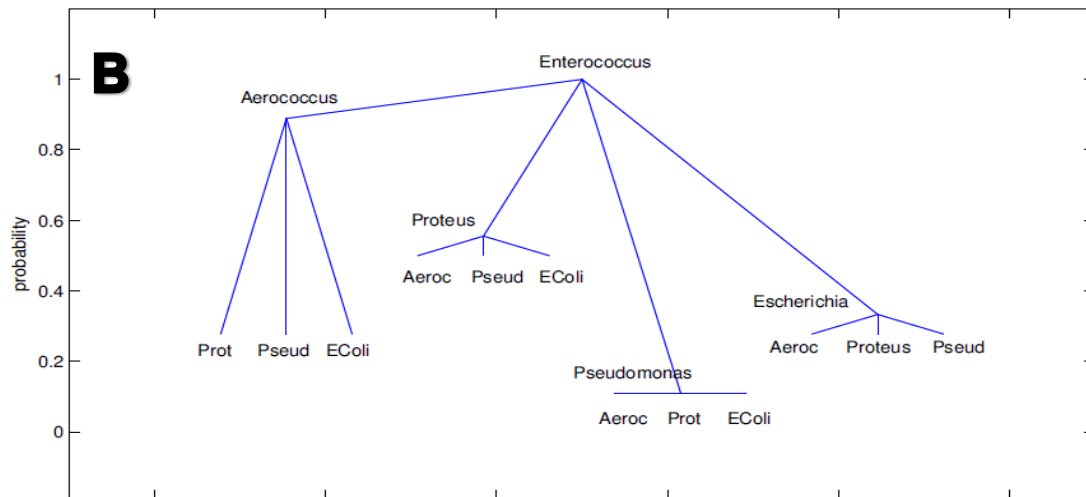 B
Enterococcus
1
Aerococcus
0.8
0.6
Proteus
Aeroc Pseud EColi
probability
0.4
Escherichia
Prot Pseud EColi
Aeroc Proteus Pseud
0.2
Pseudomonas
Aeroc Prot EColi
0